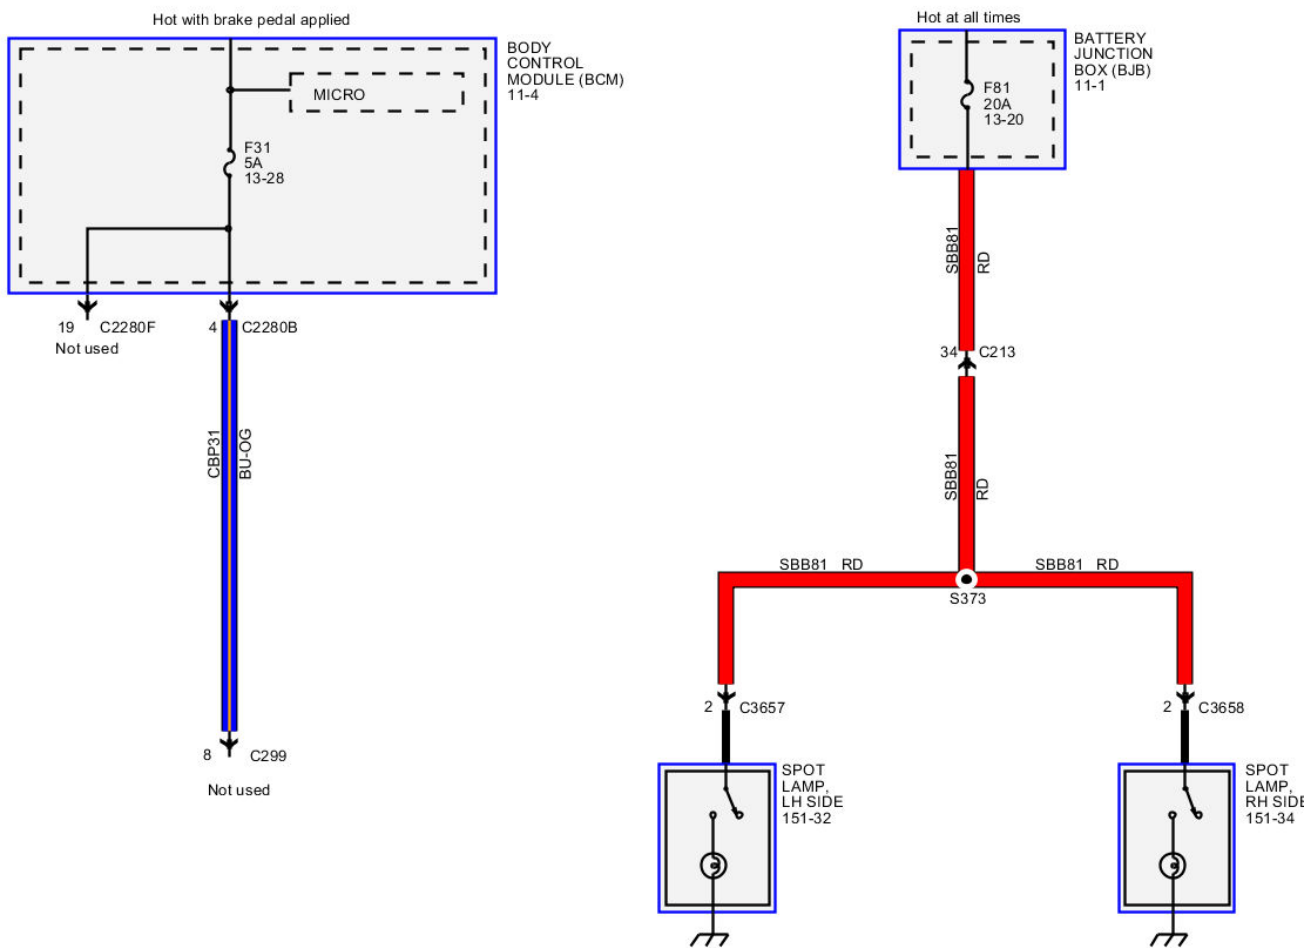 Hot with brake pedal applied
BODY
CONTROL
MODULE (BCM)
11-4
MICRO
F31
5A
13-28
19 C2280F
Not used
4 C2280B
CBP31
BU-OG
8 C299
Not used
Hot at all times
BATTERY
JUNCTION
BOX (BJB)
11-1
F81
20A
13-20
SBB81
RD
34 C213
SBB81
RD
SBB81 RD
SBB81 RD
S373
2 C3657
2 C3658
SPOT
LAMP,
LH SIDE
151-32
SPOT
LAMP,
RH SIDE
151-34